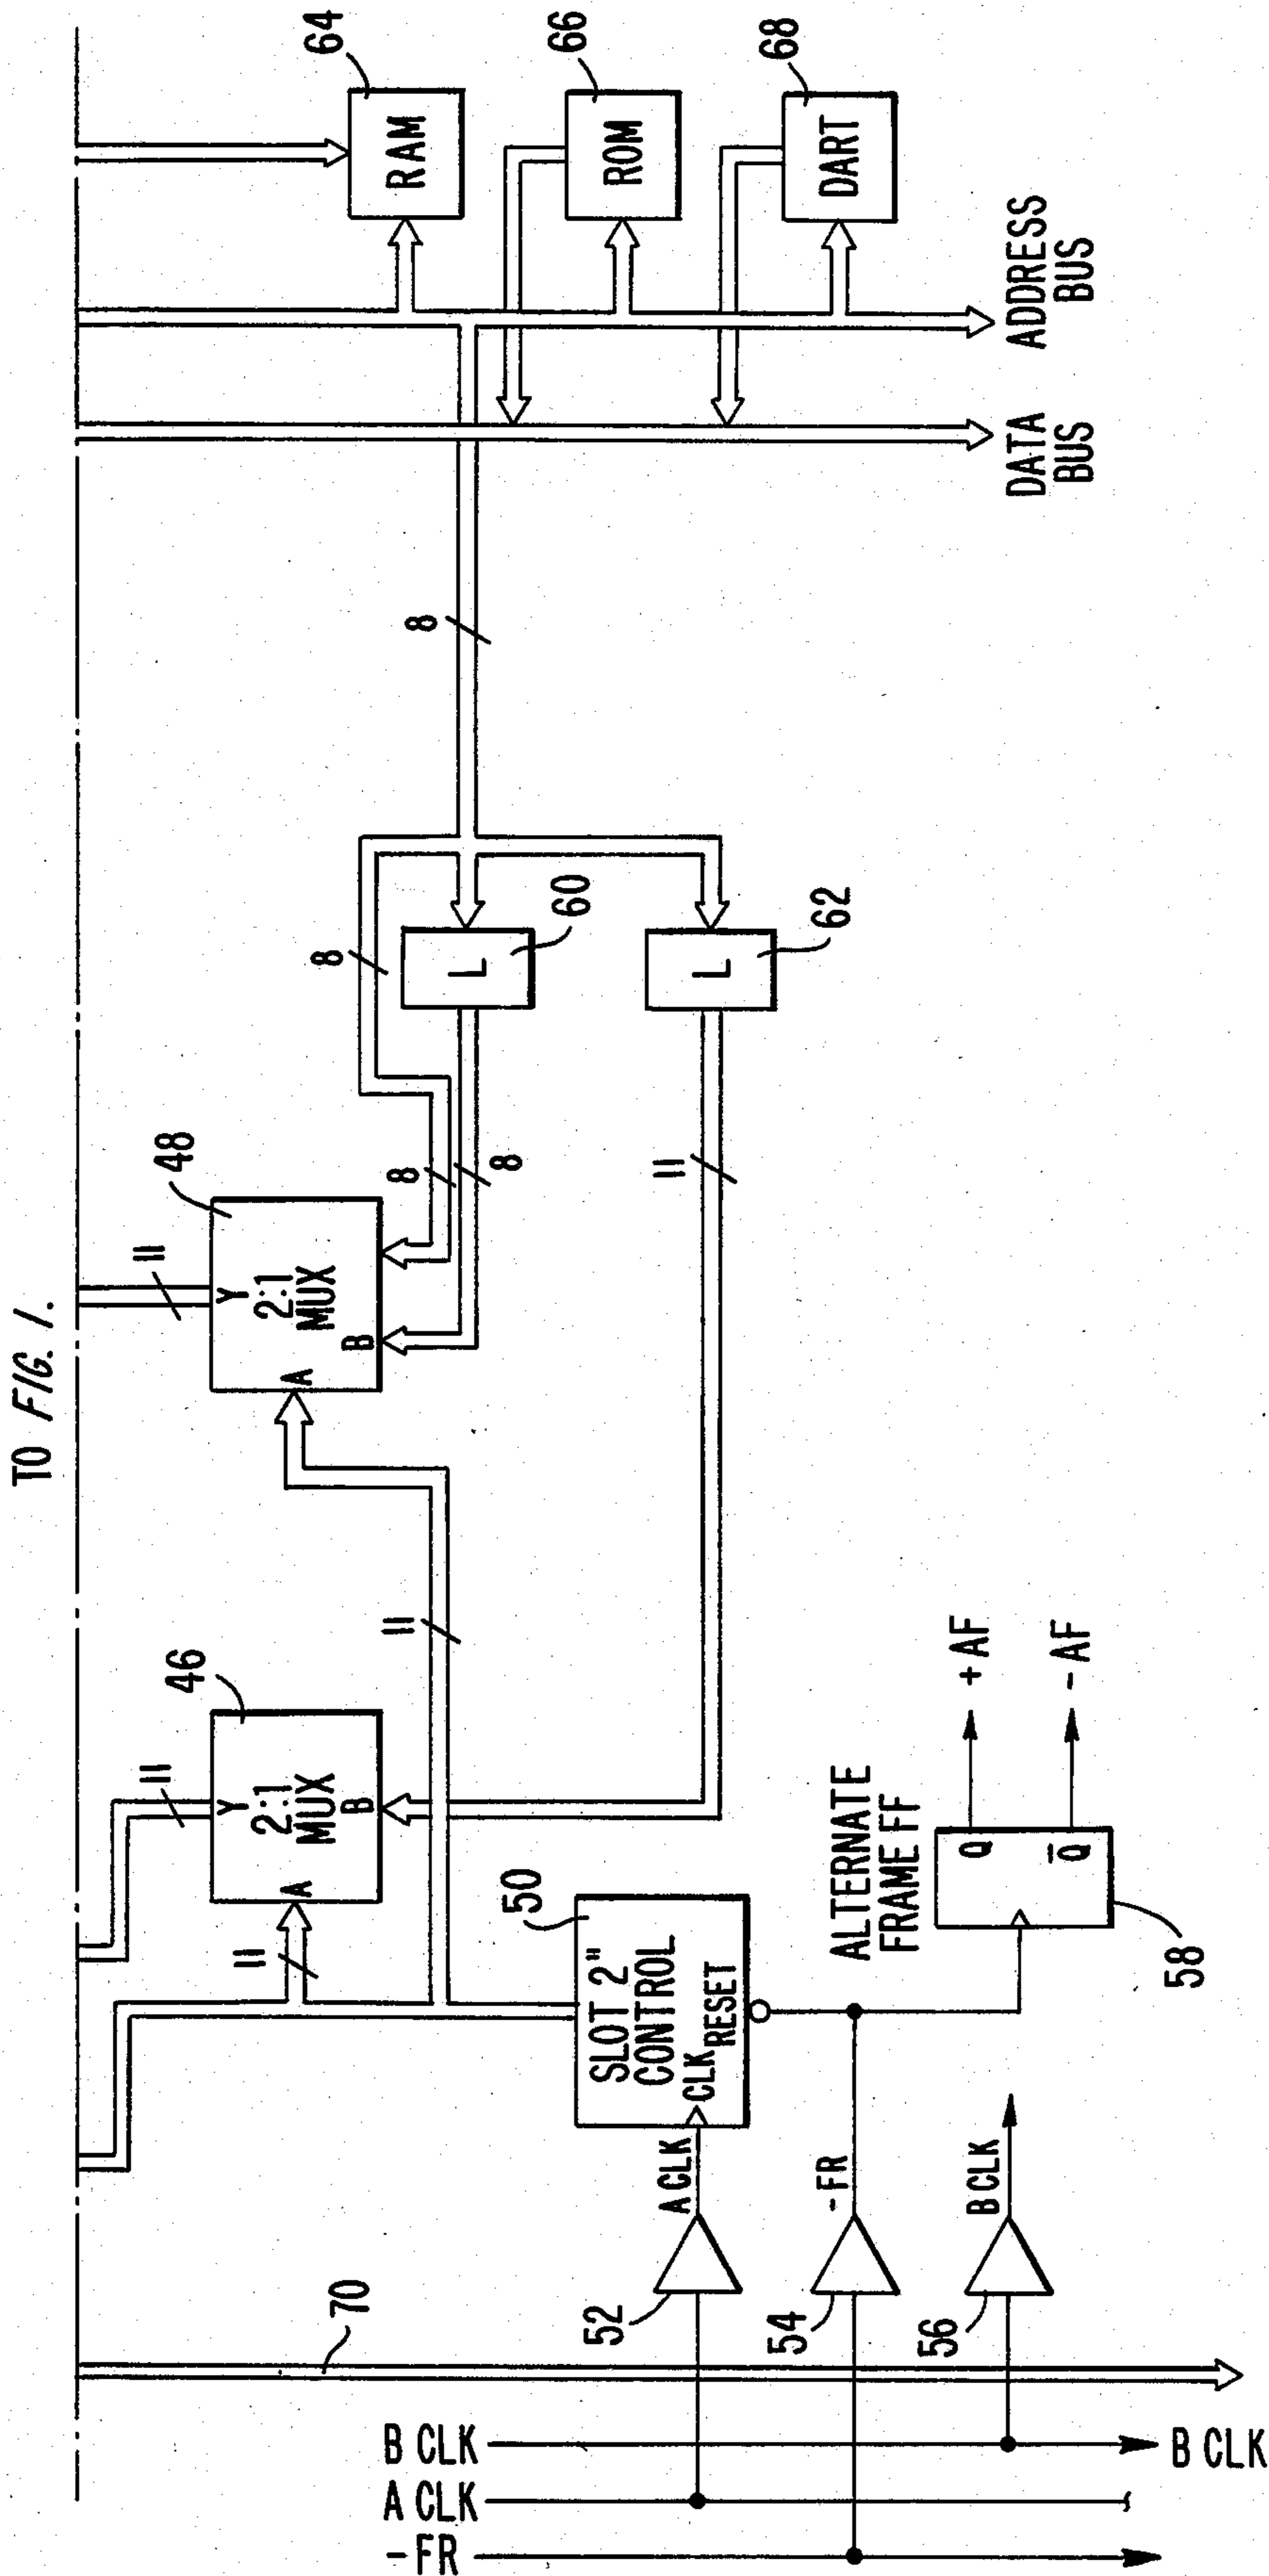 TO FIG. 1.
64
RAM
66
ROM
68
DART
ADDRESS
BUS
DATA
BUS
8
8
L
60
L
62
48
11
Y
2:1
MUX
A
B
8
8
11
46
11
Y
2:1
MUX
A
B
11
11
50
SLOT 2"
CONTROL
CLK
RESET
ALTERNATE
FRAME FF
Q
Q̅
+ AF
- AF
58
A CLK
52
-FR
54
B CLK
56
70
B CLK
A CLK
-FR
B CLK